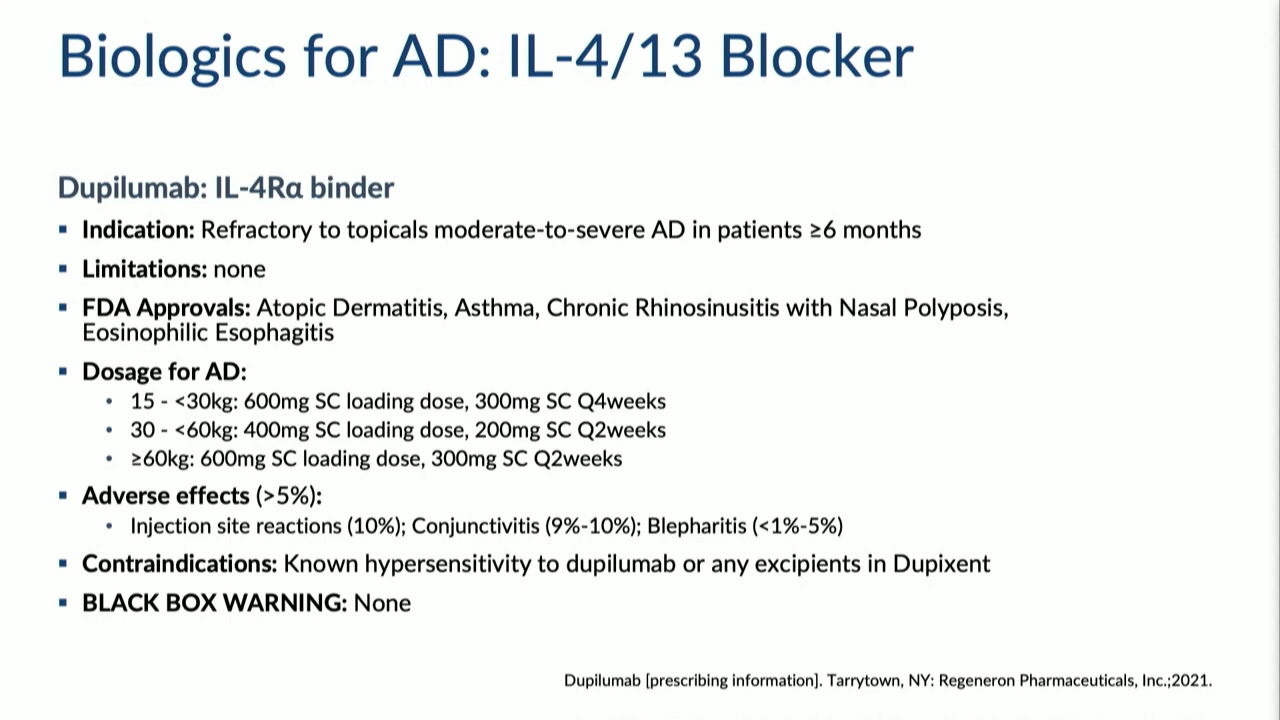 Biologics for AD: IL-4/13 Blocker
Dupilumab: IL-4Rα binder
▪ Indication: Refractory to topicals moderate-to-severe AD in patients ≥6 months
▪ Limitations: none
▪ FDA Approvals: Atopic Dermatitis, Asthma, Chronic Rhinosinusitis with Nasal Polyposis,
Eosinophilic Esophagitis
▪ Dosage for AD:
• 15 - <30kg: 600mg SC loading dose, 300mg SC Q4weeks
• 30 - <60kg: 400mg SC loading dose, 200mg SC Q2weeks
• ≥60kg: 600mg SC loading dose, 300mg SC Q2weeks
▪ Adverse effects (>5%):
• Injection site reactions (10%); Conjunctivitis (9%-10%); Blepharitis (<1%-5%)
▪ Contraindications: Known hypersensitivity to dupilumab or any excipients in Dupixent
▪ BLACK BOX WARNING: None
Dupilumab [prescribing information]. Tarrytown, NY: Regeneron Pharmaceuticals, Inc.;2021.